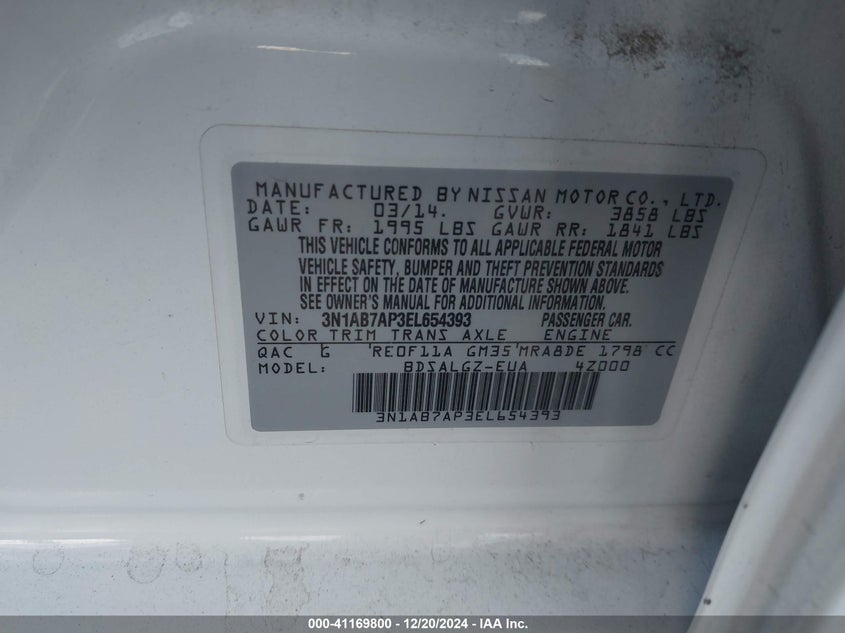 MANUFACTURED BY NISSAN MOTOR CO., LTD.
DATE: 03/14. GVWR: 3858 LBS
GAWR FR: 1995 LBS GAWR RR: 1841 LBS
THIS VEHICLE CONFORMS TO ALL APPLICABLE FEDERAL MOTOR
VEHICLE SAFETY, BUMPER AND THEFT PREVENTION STANDARDS
IN EFFECT ON THE DATE OF MANUFACTURE SHOWN ABOVE.
SEE OWNER'S MANUAL FOR ADDITIONAL INFORMATION.
VIN: 3N1AB7AP3EL654393 PASSENGER CAR.
COLOR TRIM TRANS AXLE ENGINE
QAC G RE0F11A GM35 MRA8DE 1798 CC
MODEL: BDSALGZ-EUA 4Z000
3N1AB7AP3EL654393
000-41169800 - 12/20/2024 - IAA Inc.